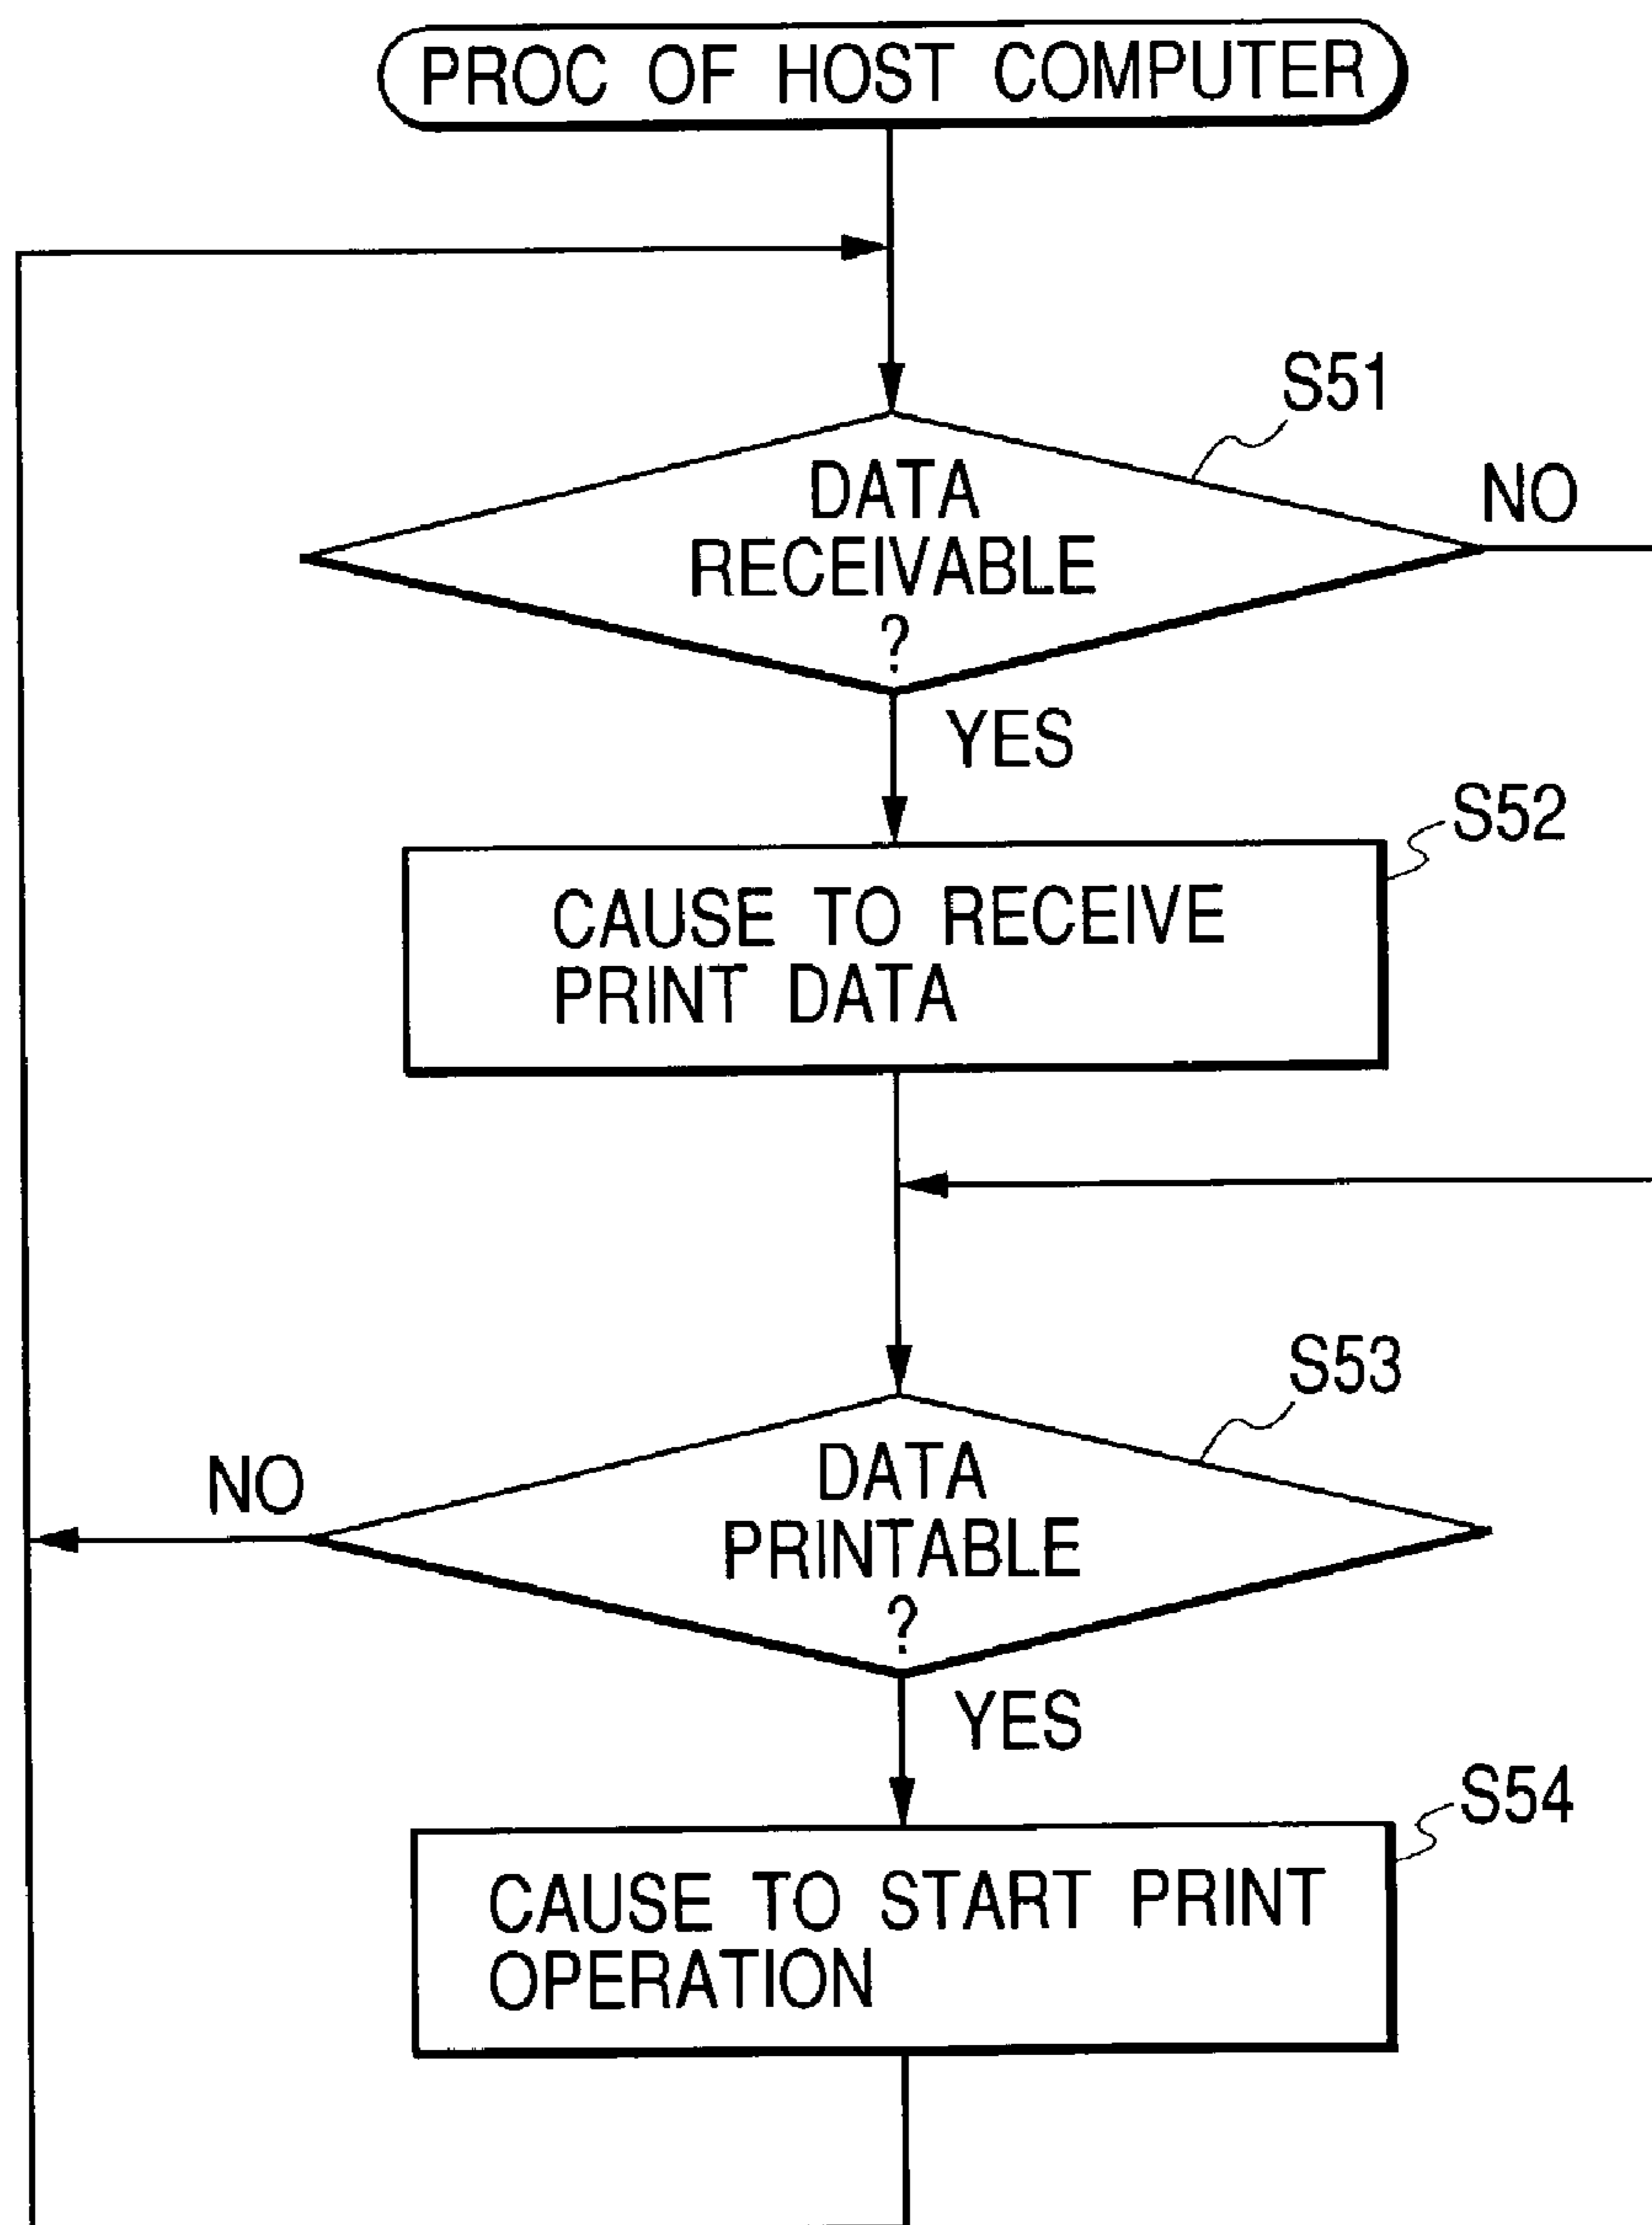 PROC OF HOST COMPUTER
S51
DATA
RECEIVABLE
?
NO
YES
S52
CAUSE TO RECEIVE
PRINT DATA
S53
NO
DATA
PRINTABLE
?
YES
S54
CAUSE TO START PRINT
OPERATION